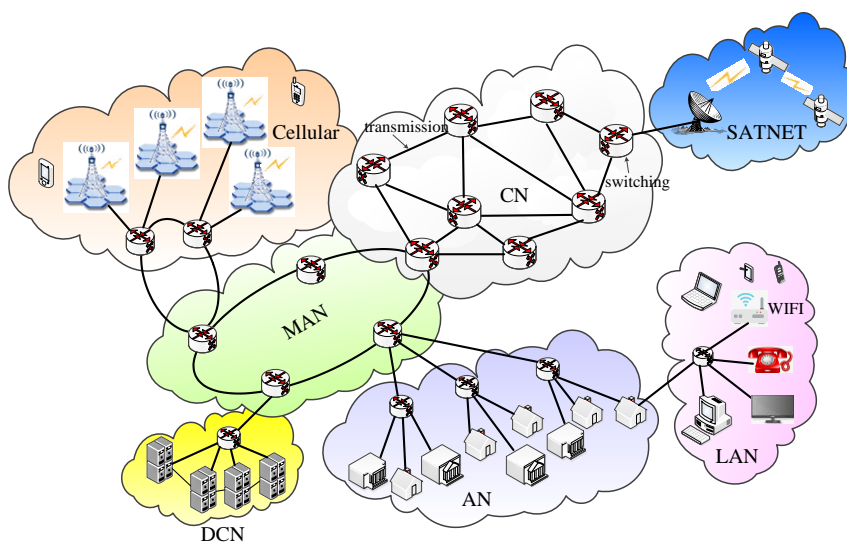 Cellular
transmission
SATNET
CN
switching
MAN
WIFI
LAN
AN
DCN